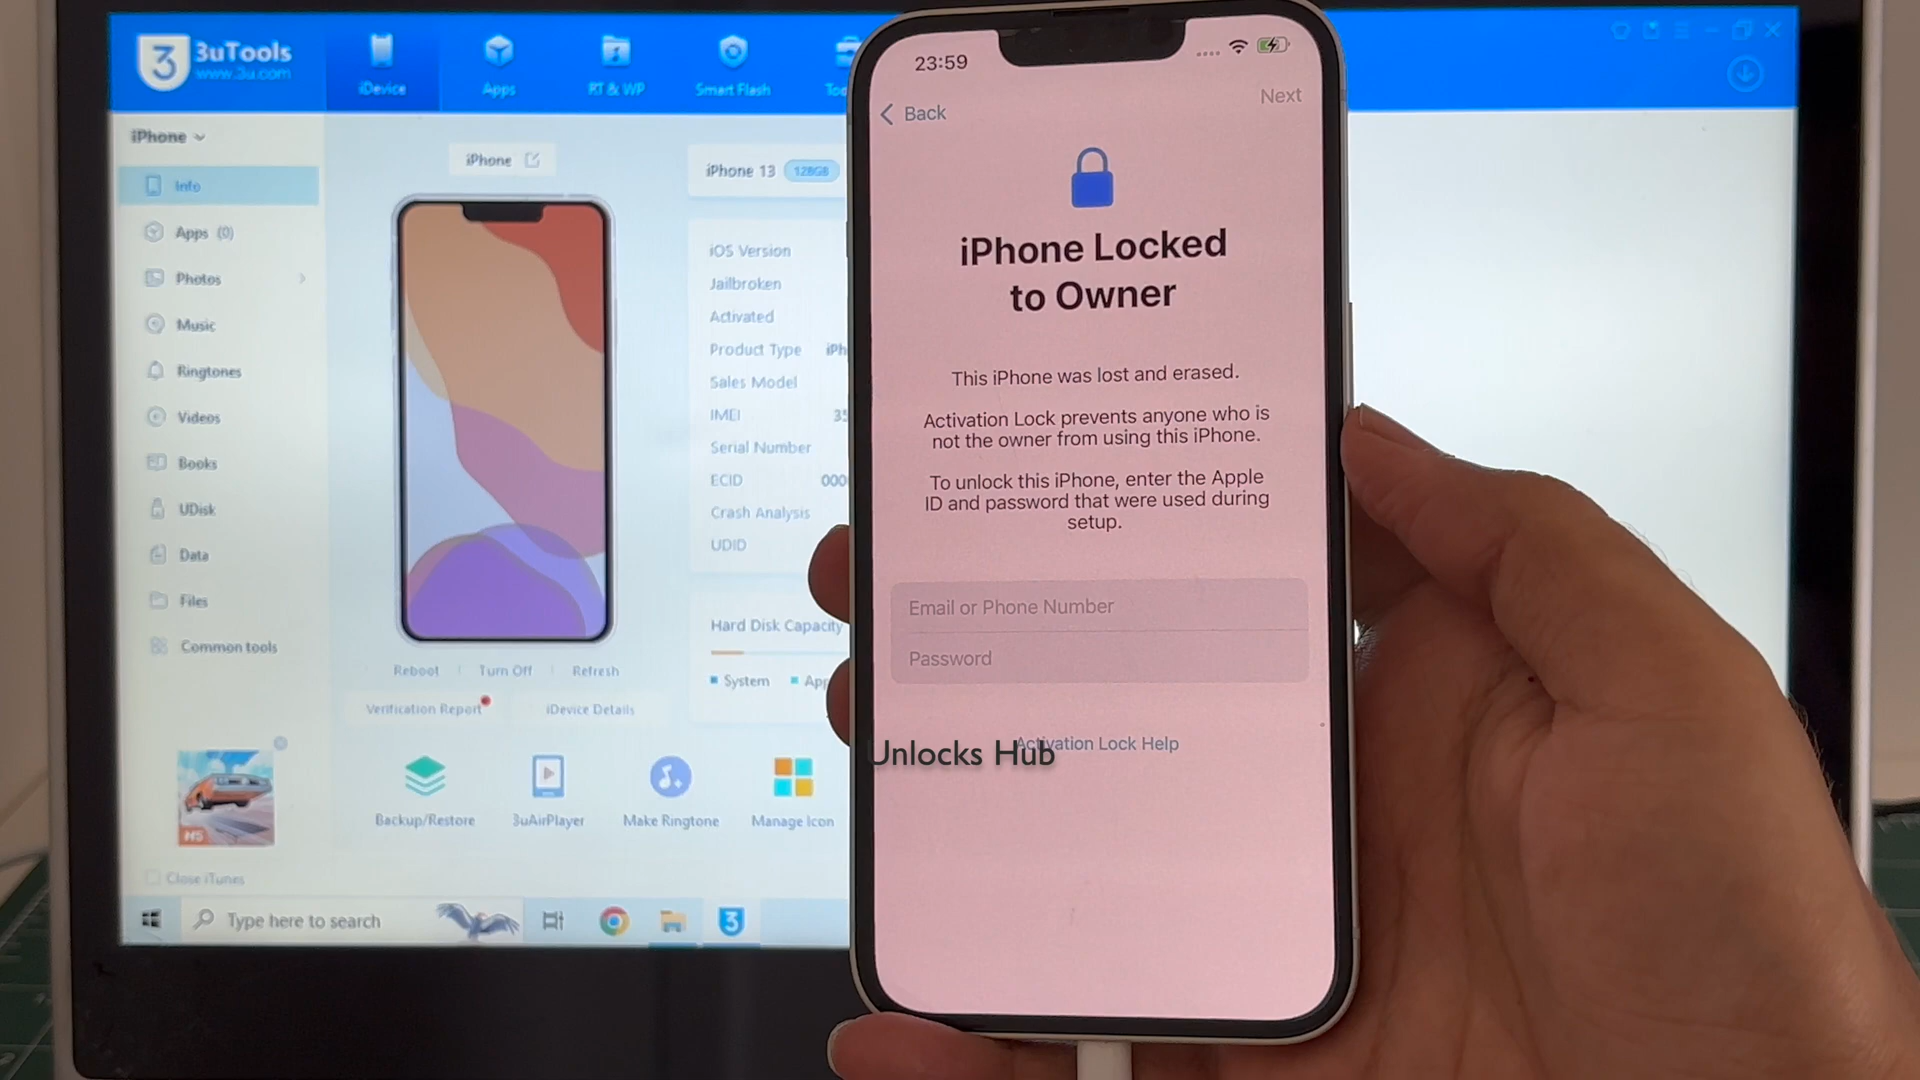 3uTools
www.3u.com
iDevice
Apps
RT & WP
Smart Flash
iPhone
Info
Apps (0)
Photos
Music
Ringtones
Videos
Books
UDisk
Data
Files
Common tools
N5
Close iTunes
iPhone
Reboot
Turn Off
Refresh
Verification Report
iDevice Details
Backup/Restore
3uAirPlayer
Make Ringtone
Manage Icon
iPhone 13 128GB
iOS Version
Jailbroken
Activated
Product Type
Sales Model
IMEI
Serial Number
ECID
Crash Analysis
UDID
Hard Disk Capacity
System
Type here to search
3
23:59
Back
Next
iPhone Locked
to Owner
This iPhone was lost and erased.
Activation Lock prevents anyone who is
not the owner from using this iPhone.
To unlock this iPhone, enter the Apple
ID and password that were used during
setup.
Email or Phone Number
Password
Activation Lock Help
Unlocks Hub